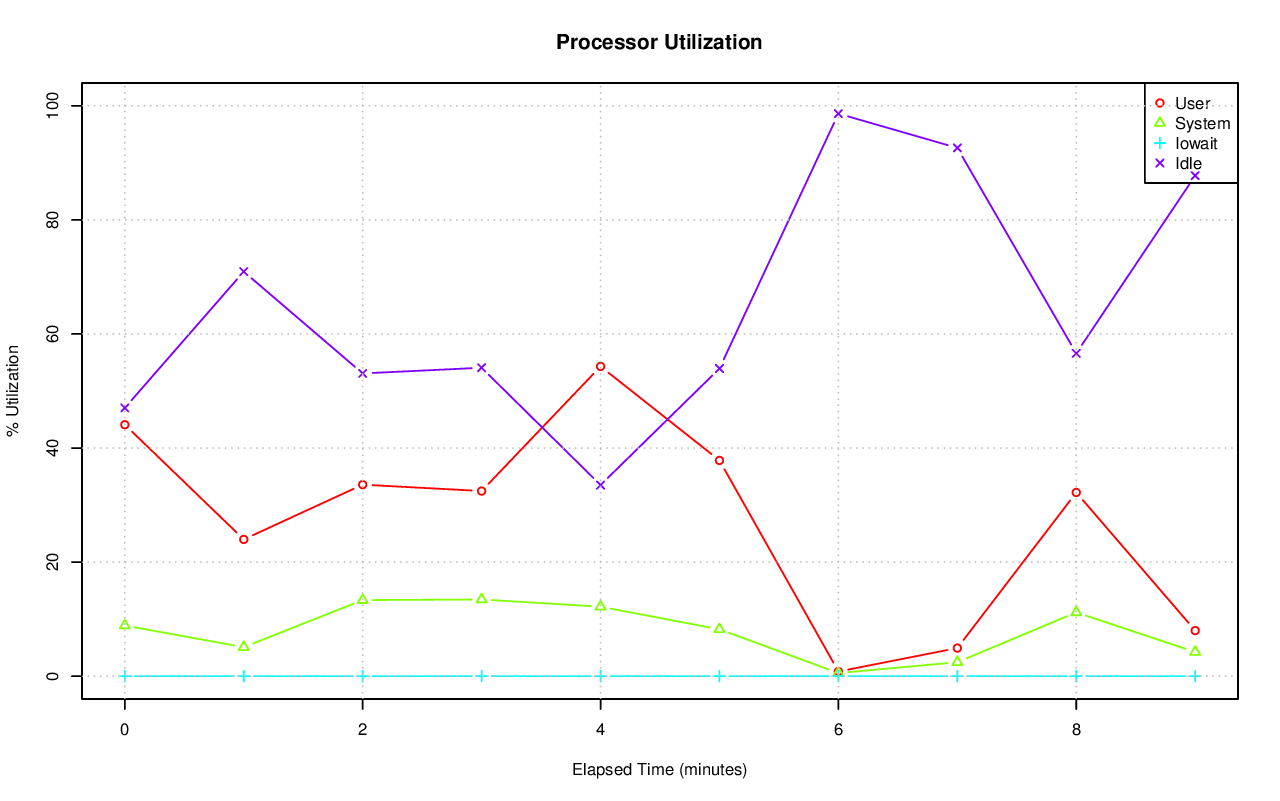 Processor Utilization
User
System
Iowait
Idle
% Utilization
100
80
60
40
20
0
0 2 4 6 8
Elapsed Time (minutes)